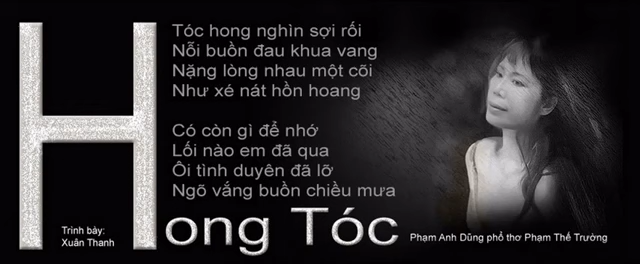 Tóc hong nghìn sợi rối
Nỗi buồn đau khua vang
Nặng lòng nhau một cõi
Như xé nát hồn hoang
Có còn gì để nhớ
Lối nào em đã qua
Ôi tình duyên đã lỡ
Ngõ vắng buồn chiều mưa
Hong Tóc
Trình bày:
Xuân Thanh
Phạm Anh Dũng phổ thơ Phạm Thế Trường